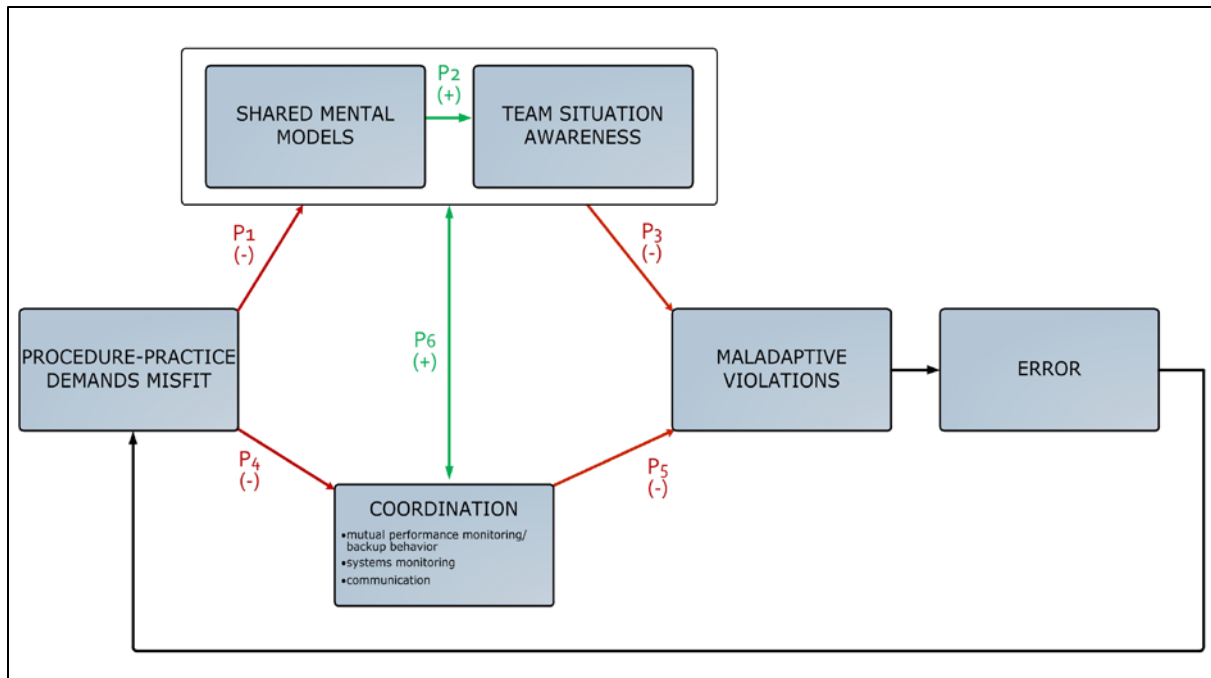 P2
(+)
SHARED MENTAL
MODELS
TEAM SITUATION
AWARENESS
P1
(-)
P3
(-)
PROCEDURE-PRACTICE
DEMANDS MISFIT
P6
(+)
MALADAPTIVE
VIOLATIONS
ERROR
P4
(-)
P5
(-)
COORDINATION
•mutual performance monitoring/
backup behavior
•systems monitoring
•communication